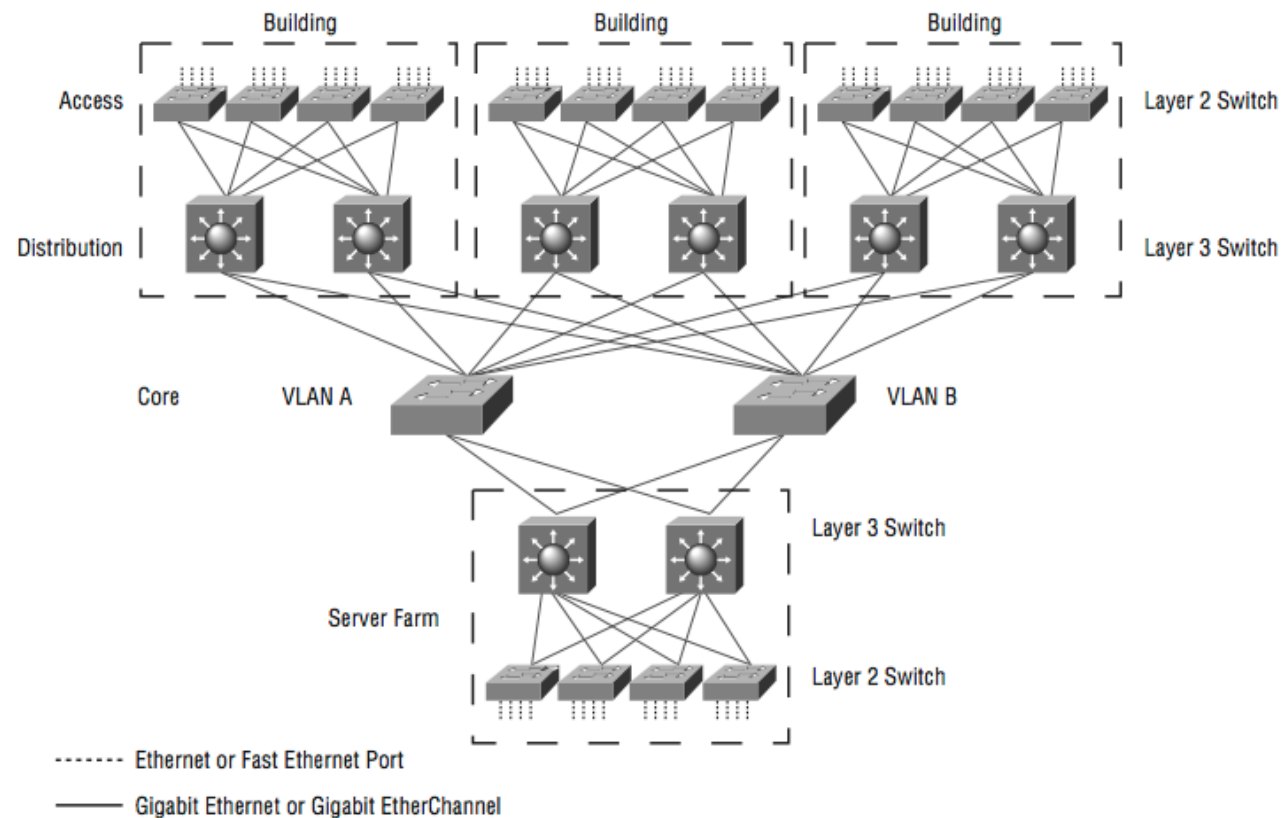 Building
Building
Building
Access
Layer 2 Switch
Distribution
Layer 3 Switch
Core
VLAN A
VLAN B
Layer 3 Switch
Server Farm
Layer 2 Switch
Ethernet or Fast Ethernet Port
Gigabit Ethernet or Gigabit EtherChannel